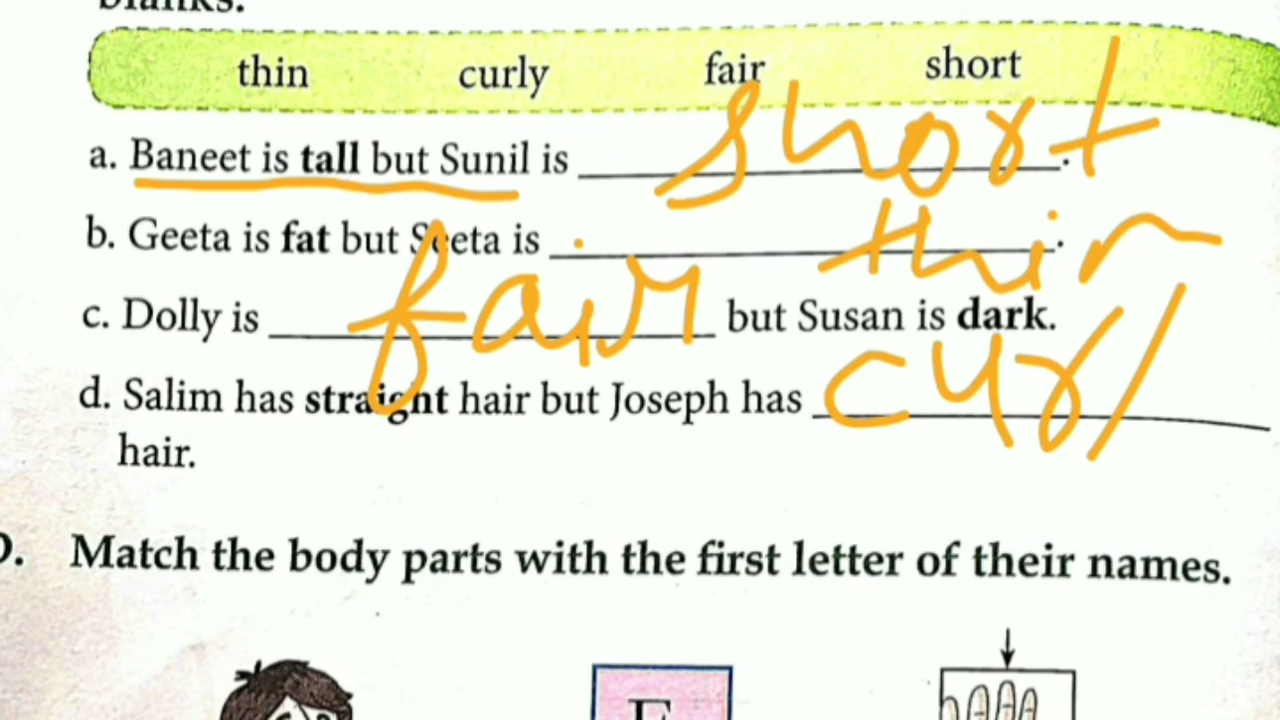 blanks.
thin curly fair short
a. Baneet is tall but Sunil is short.
b. Geeta is fat but Seeta is thin.
c. Dolly is fair but Susan is dark.
d. Salim has straight hair but Joseph has curl
hair.
D. Match the body parts with the first letter of their names.
E